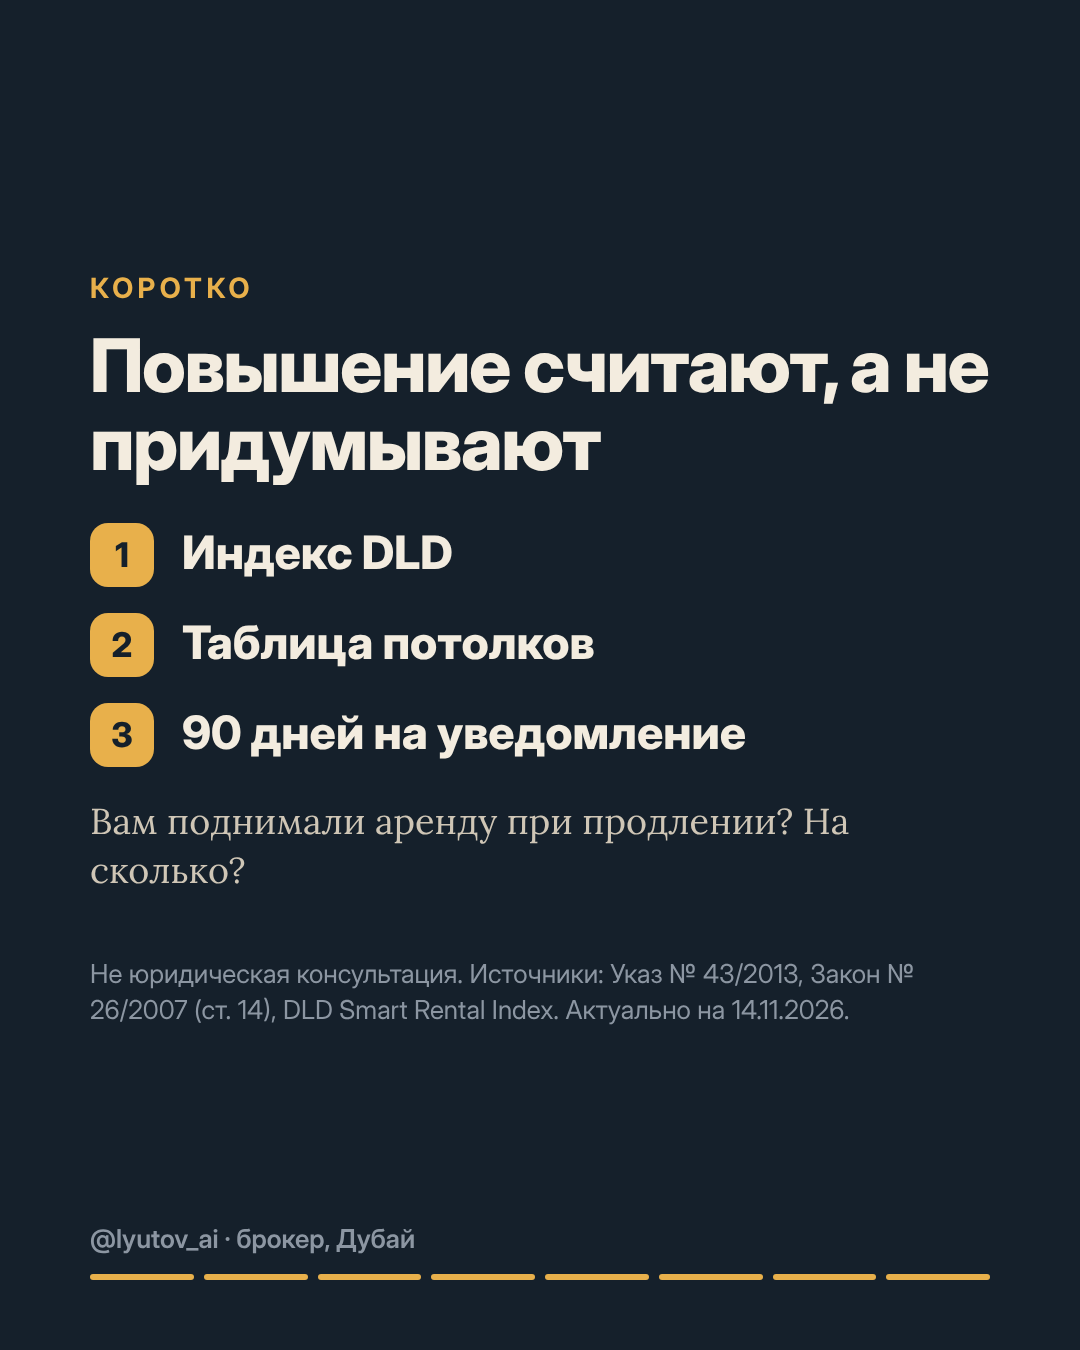 КОРОТКО
Повышение считают, а не
придумывают
1 Индекс DLD
2 Таблица потолков
3 90 дней на уведомление
Вам поднимали аренду при продлении? На
сколько?
Не юридическая консультация. Источники: Указ № 43/2013, Закон №
26/2007 (ст. 14), DLD Smart Rental Index. Актуально на 14.11.2026.
@lyutov_ai · брокер, Дубай